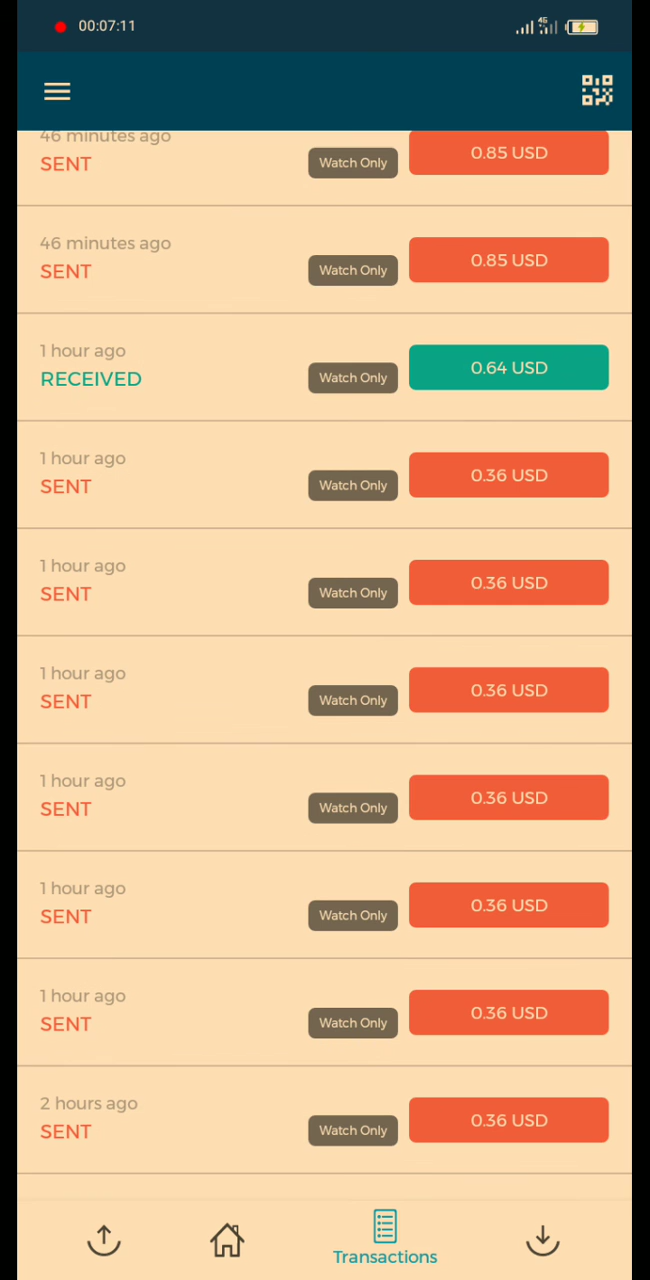 00:07:11
45
46 minutes ago
SENT
Watch Only
0.85 USD
46 minutes ago
SENT
Watch Only
0.85 USD
1 hour ago
RECEIVED
Watch Only
0.64 USD
1 hour ago
SENT
Watch Only
0.36 USD
1 hour ago
SENT
Watch Only
0.36 USD
1 hour ago
SENT
Watch Only
0.36 USD
1 hour ago
SENT
Watch Only
0.36 USD
1 hour ago
SENT
Watch Only
0.36 USD
1 hour ago
SENT
Watch Only
0.36 USD
2 hours ago
SENT
Watch Only
0.36 USD
Transactions